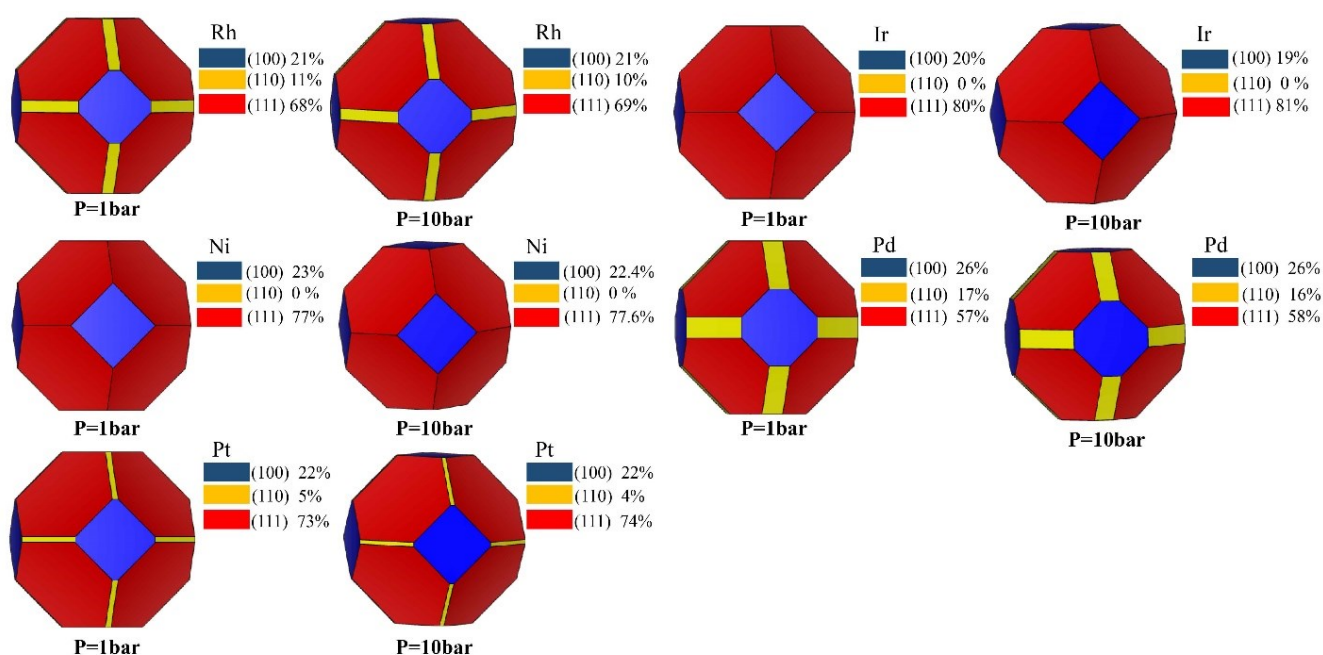 Rh
(100) 21%
(110) 11%
(111) 68%
P=1bar
Rh
(100) 21%
(110) 10%
(111) 69%
P=10bar
Ir
(100) 20%
(110) 0 %
(111) 80%
P=1bar
Ir
(100) 19%
(110) 0 %
(111) 81%
P=10bar
Ni
(100) 23%
(110) 0 %
(111) 77%
P=1bar
Ni
(100) 22.4%
(110) 0 %
(111) 77.6%
P=10bar
Pd
(100) 26%
(110) 17%
(111) 57%
P=1bar
Pd
(100) 26%
(110) 16%
(111) 58%
P=10bar
Pt
(100) 22%
(110) 5%
(111) 73%
P=1bar
Pt
(100) 22%
(110) 4%
(111) 74%
P=10bar